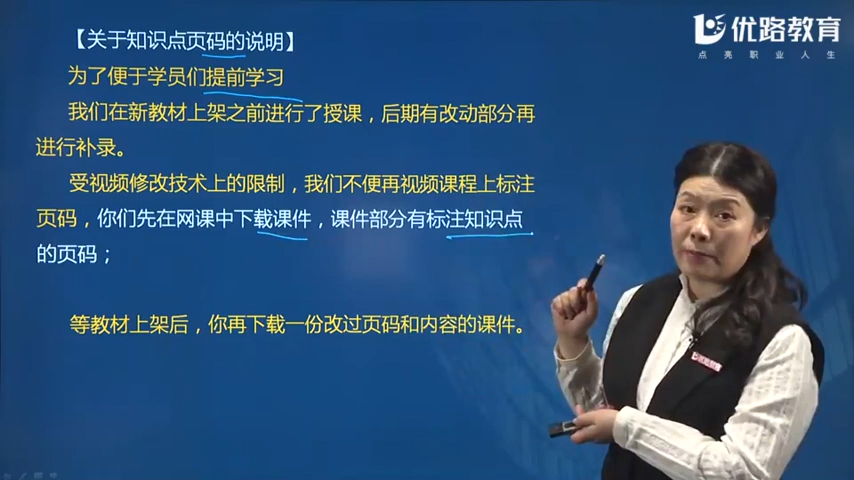 【关于知识点页码的说明】
为了便于学员们提前学习
我们在新教材上架之前进行了授课，后期有改动部分再
进行补录。
受视频修改技术上的限制，我们不便再视频课程上标注
页码，你们先在网课中下载课件，课件部分有标注知识点
的页码；
等教材上架后，你再下载一份改过页码和内容的课件。
优路教育
点亮职业人生
优路教育